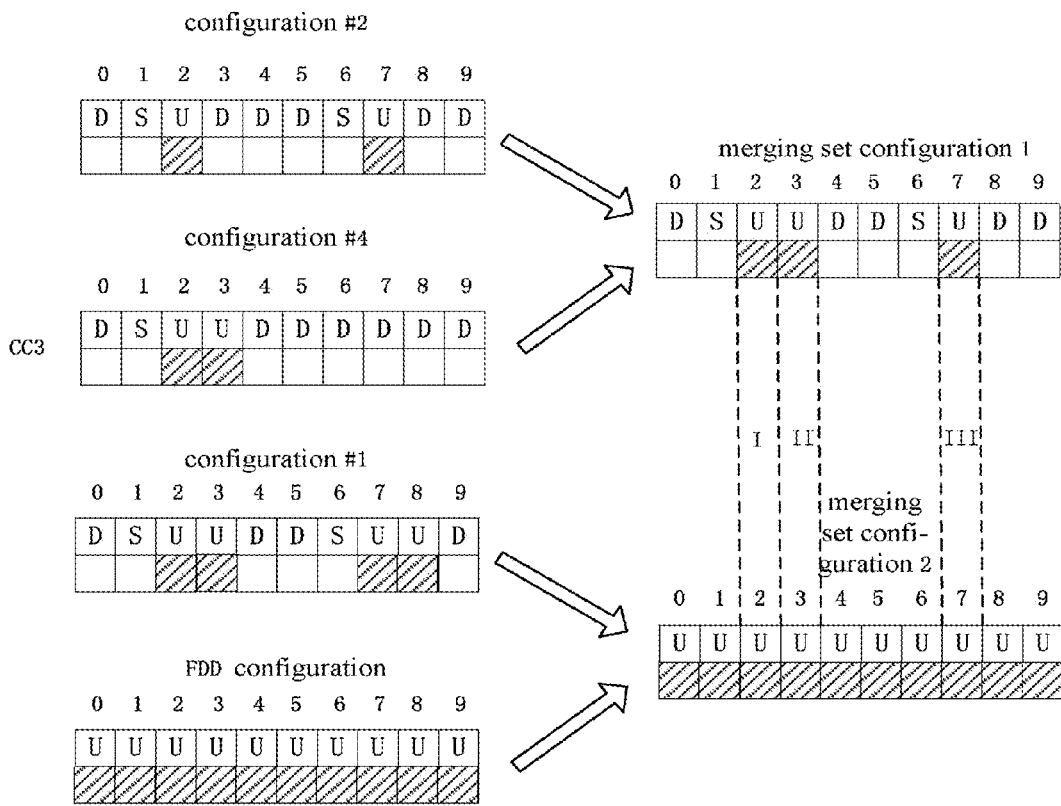 configuration #2
0 1 2 3 4 5 6 7 8 9
D S U D D D S U D D
configuration #4
0 1 2 3 4 5 6 7 8 9
D S U U D D D D D D
CC3
configuration #1
0 1 2 3 4 5 6 7 8 9
D S U U D D S U U D
FDD configuration
0 1 2 3 4 5 6 7 8 9
U U U U U U U U U U
merging set configuration 1
0 1 2 3 4 5 6 7 8 9
D S U U D D S U D D
I II III
merging
set confi-
guration 2
0 1 2 3 4 5 6 7 8 9
U U U U U U U U U U